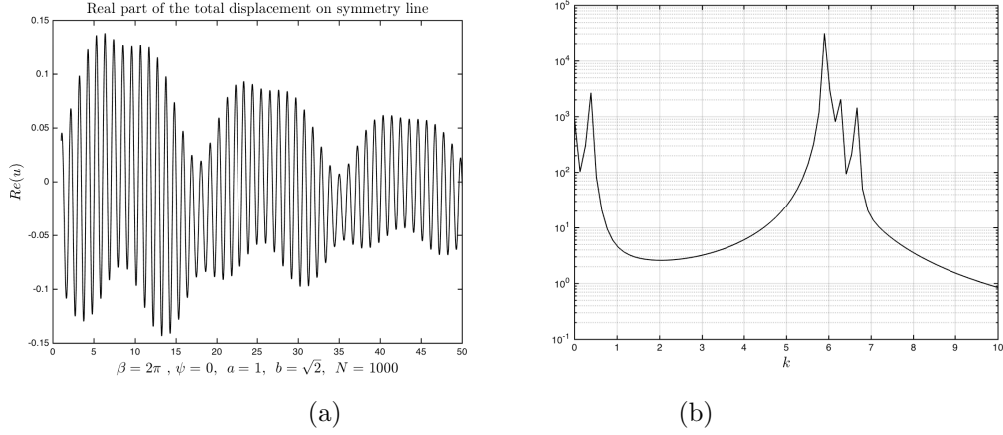 Real part of the total displacement on symmetry line
0.15
0.1
0.05
0
-0.05
-0.1
-0.15
Re(u)
0 5 10 15 20 25 30 35 40 45 50
β = 2π , ψ = 0, a = 1, b = √2, N = 1000
(a)
10^5
10^4
10^3
10^2
10^1
10^0
10^-1
0 1 2 3 4 5 6 7 8 9 10
k
(b)